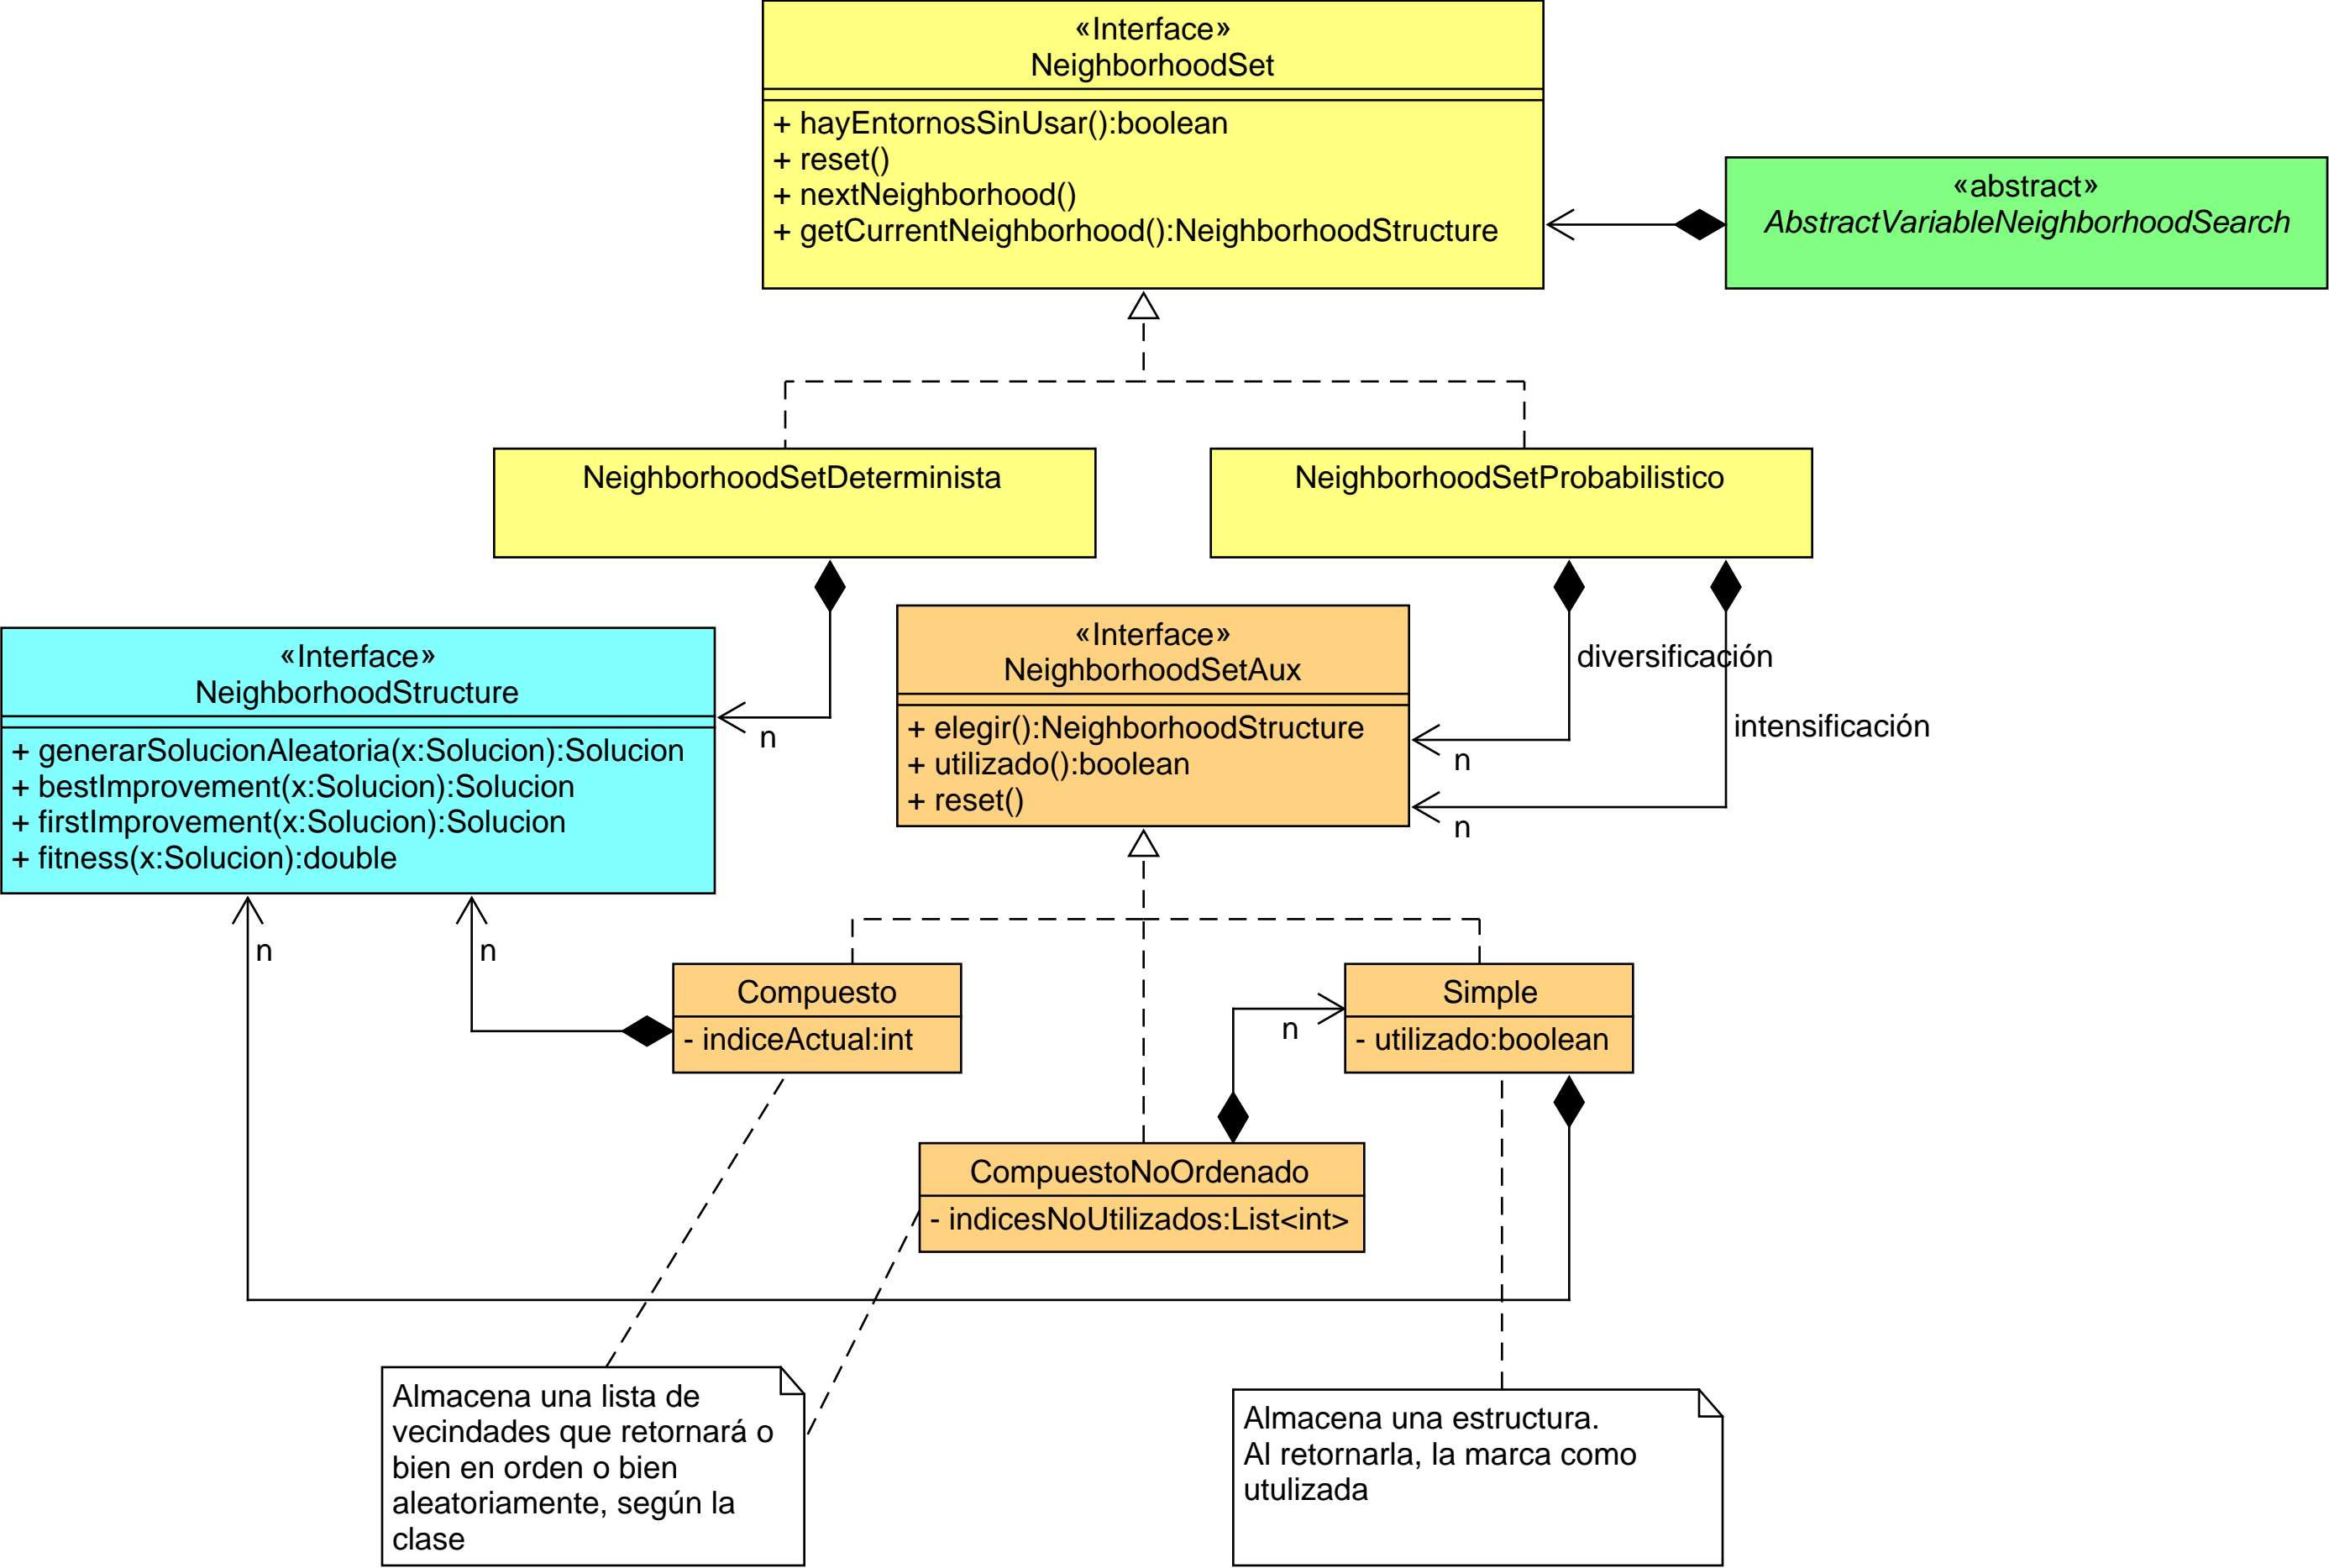 «Interface»
NeighborhoodSet
+ hayEntornosSinUsar():boolean
+ reset()
+ nextNeighborhood()
+ getCurrentNeighborhood():NeighborhoodStructure
«abstract»
AbstractVariableNeighborhoodSearch
NeighborhoodSetDeterminista
NeighborhoodSetProbabilistico
«Interface»
NeighborhoodStructure
+ generarSolucionAleatoria(x:Solucion):Solucion
+ bestImprovement(x:Solucion):Solucion
+ firstImprovement(x:Solucion):Solucion
+ fitness(x:Solucion):double
n
«Interface»
NeighborhoodSetAux
+ elegir():NeighborhoodStructure
+ utilizado():boolean
+ reset()
diversificación
intensificación
n
n
n
n
Compuesto
- indiceActual:int
n
Simple
- utilizado:boolean
CompuestoNoOrdenado
- indicesNoUtilizados:List<int>
Almacena una lista de
vecindades que retornará o
bien en orden o bien
aleatoriamente, según la
clase
Almacena una estructura.
Al retornarla, la marca como
utulizada